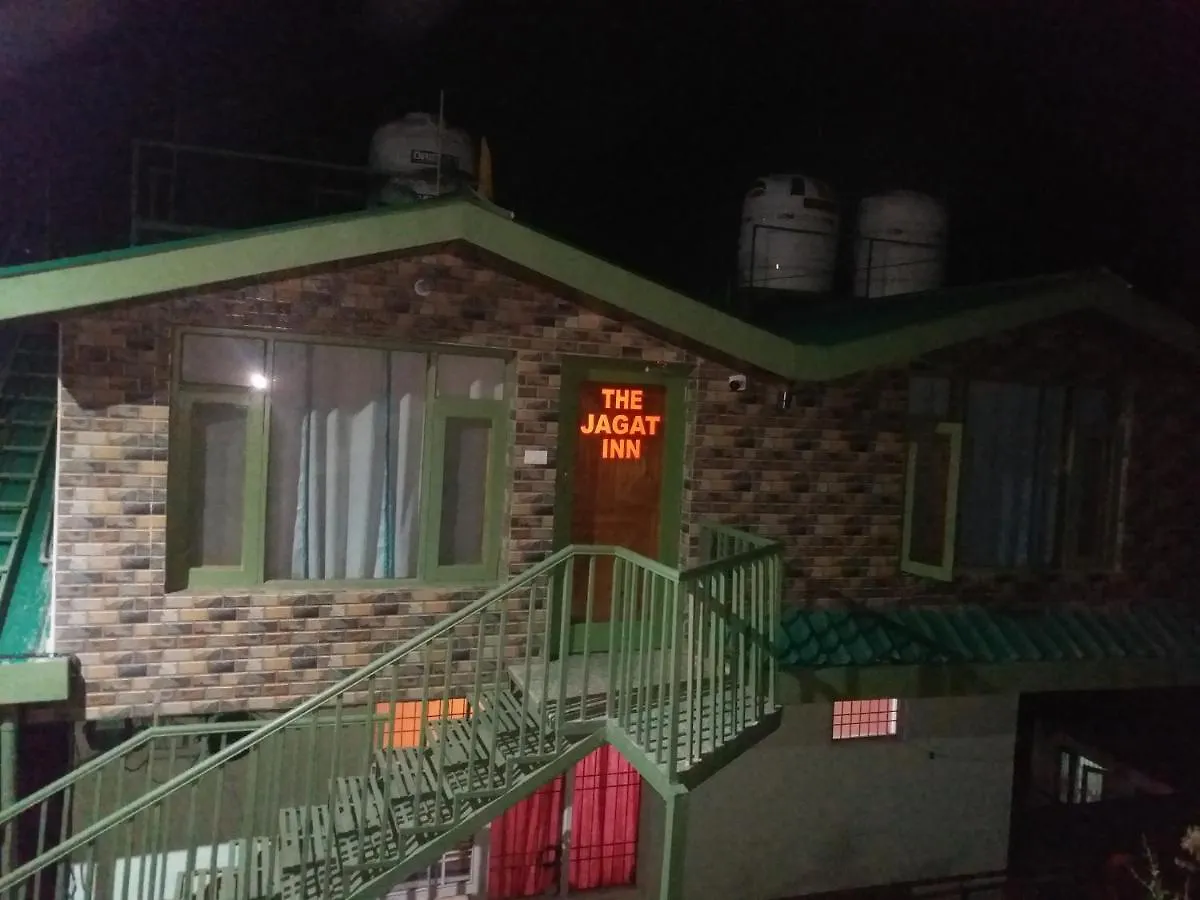 THE
JAGAT
INN